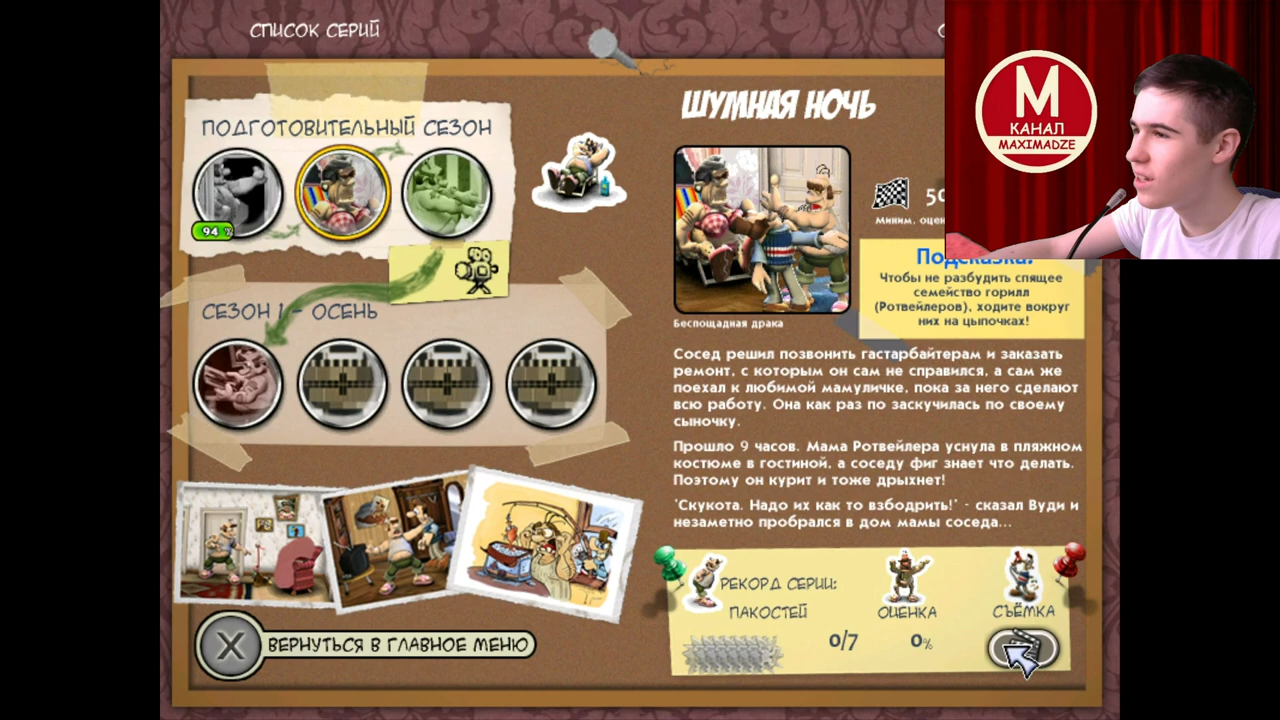 СПИСОК СЕРИЙ
М
КАНАЛ
MAXIMADZE
ШУМНАЯ НОЧЬ
ПОДГОТОВИТЕЛЬНЫЙ СЕЗОН
94 %
Миним. оцен
Подсказка:
Чтобы не разбудить спящее
семейство горилл
(Ротвейлеров), ходите вокруг
них на цыпочках!
Беспощадная драка
СЕЗОН 1 - ОСЕНЬ
Сосед решил позвонить гастарбайтерам и заказать
ремонт, с которым он сам не справился, а сам же
поехал к любимой мамуличке, пока за него сделают
всю работу. Она как раз по заскучилась по своему
сыночку.
Прошло 9 часов. Мама Ротвейлера уснула в пляжном
костюме в гостиной, а соседу фиг знает что делать.
Поэтому он курит и тоже дрыхнет!
"Скукота. Надо их как то взбодрить!" - сказал Вуди и
незаметно пробрался в дом мамы соседа...
РЕКОРД СЕРИИ:
ПАКОСТЕЙ
ОЦЕНКА
СЪЁМКА
0/7
0%
X
ВЕРНУТЬСЯ В ГЛАВНОЕ МЕНЮ